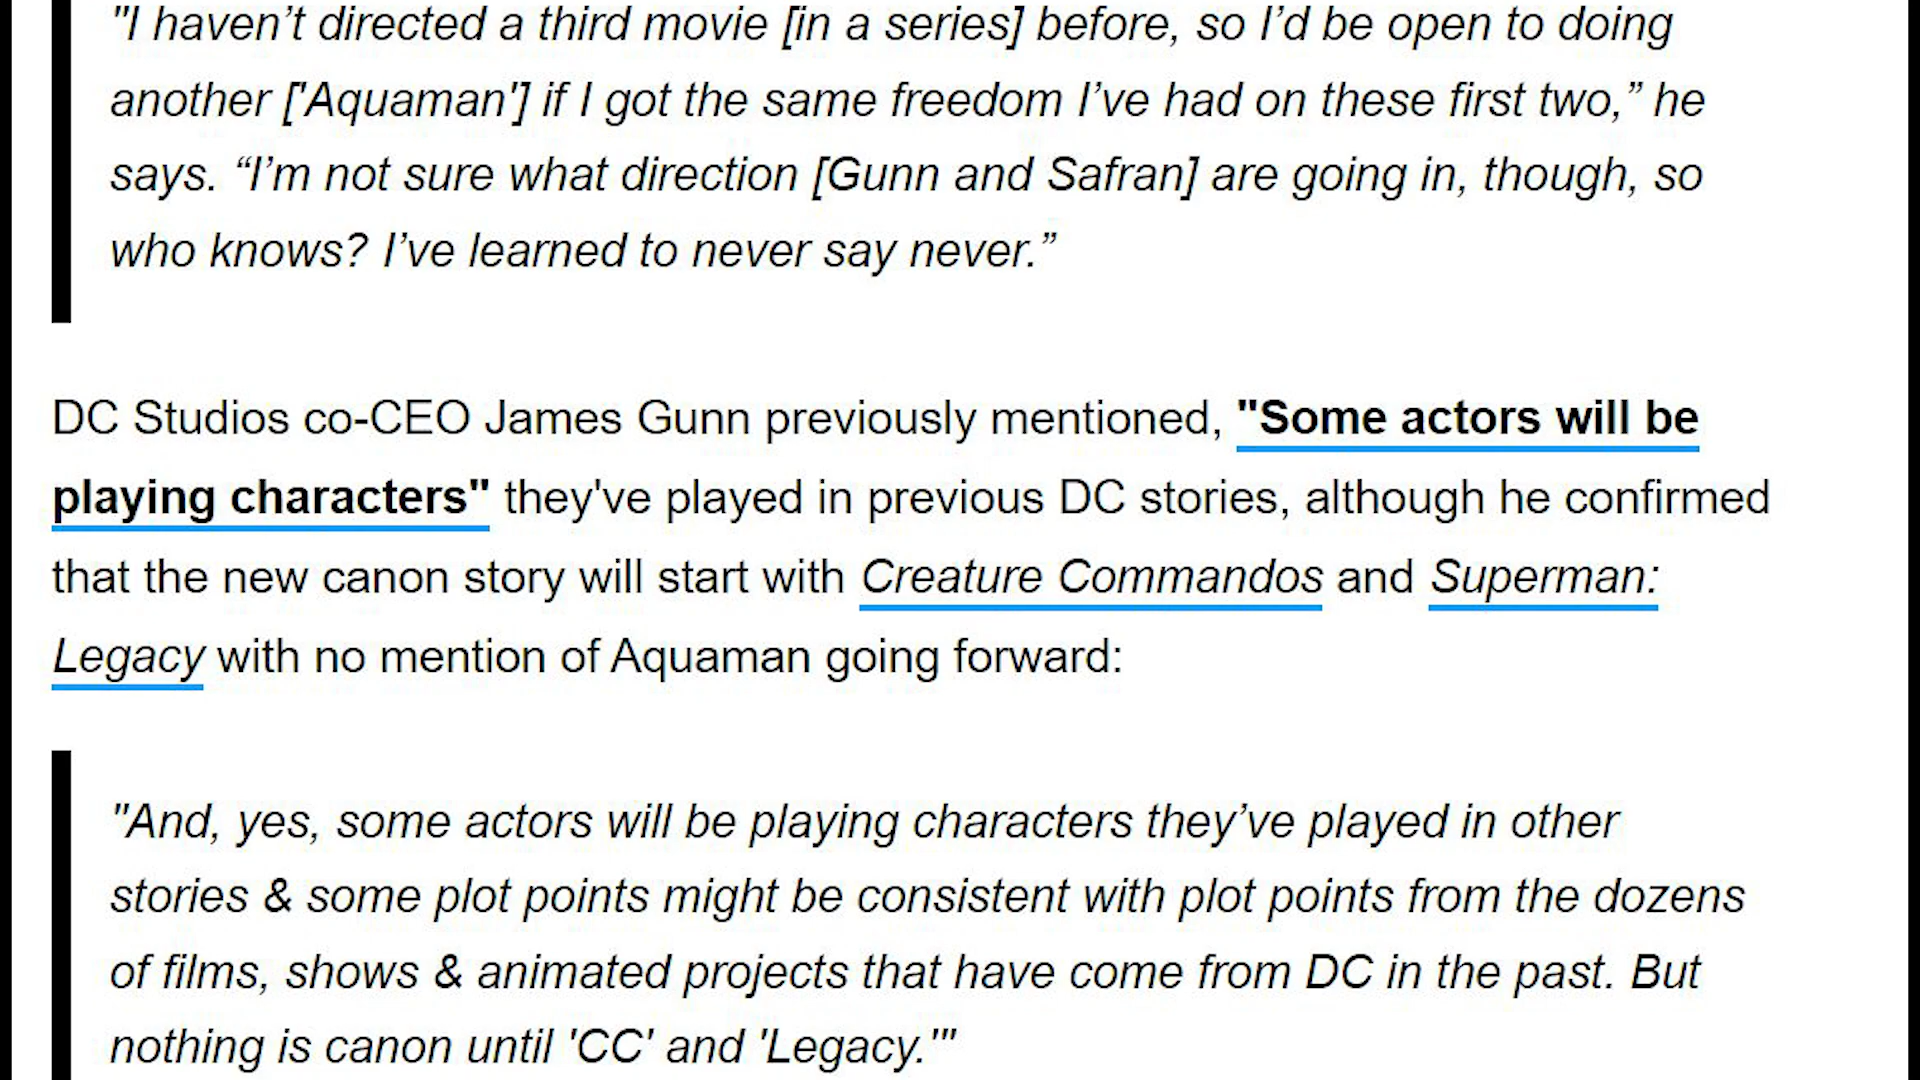 "I haven’t directed a third movie [in a series] before, so I’d be open to doing
another ['Aquaman'] if I got the same freedom I’ve had on these first two,” he
says. “I’m not sure what direction [Gunn and Safran] are going in, though, so
who knows? I’ve learned to never say never.”
DC Studios co-CEO James Gunn previously mentioned, "Some actors will be
playing characters" they've played in previous DC stories, although he confirmed
that the new canon story will start with Creature Commandos and Superman:
Legacy with no mention of Aquaman going forward:
"And, yes, some actors will be playing characters they’ve played in other
stories & some plot points might be consistent with plot points from the dozens
of films, shows & animated projects that have come from DC in the past. But
nothing is canon until 'CC' and 'Legacy.'"